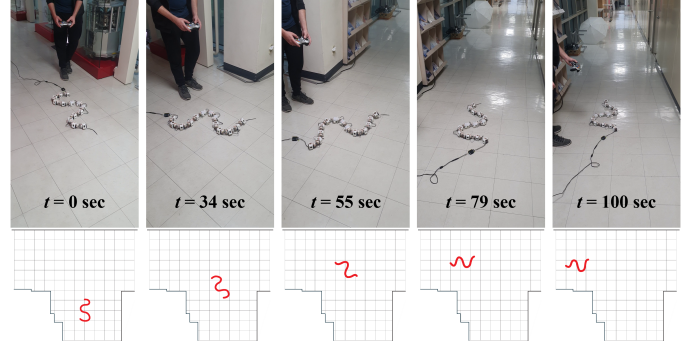 t = 0 sec
t = 34 sec
t = 55 sec
t = 79 sec
t = 100 sec